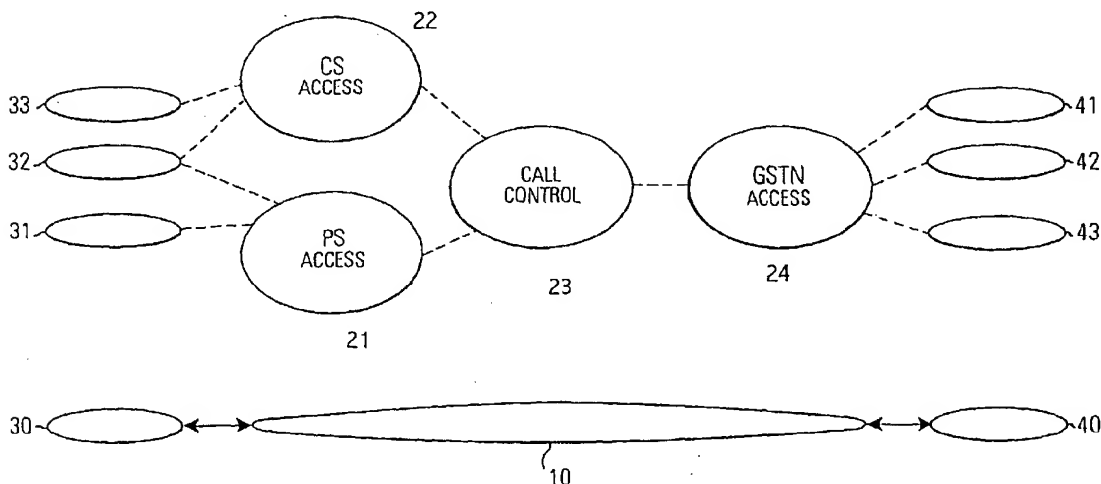 22
CS
ACCESS
33
32
31
PS
ACCESS
21
CALL
CONTROL
23
GSTN
ACCESS
24
41
42
43
30
10
40